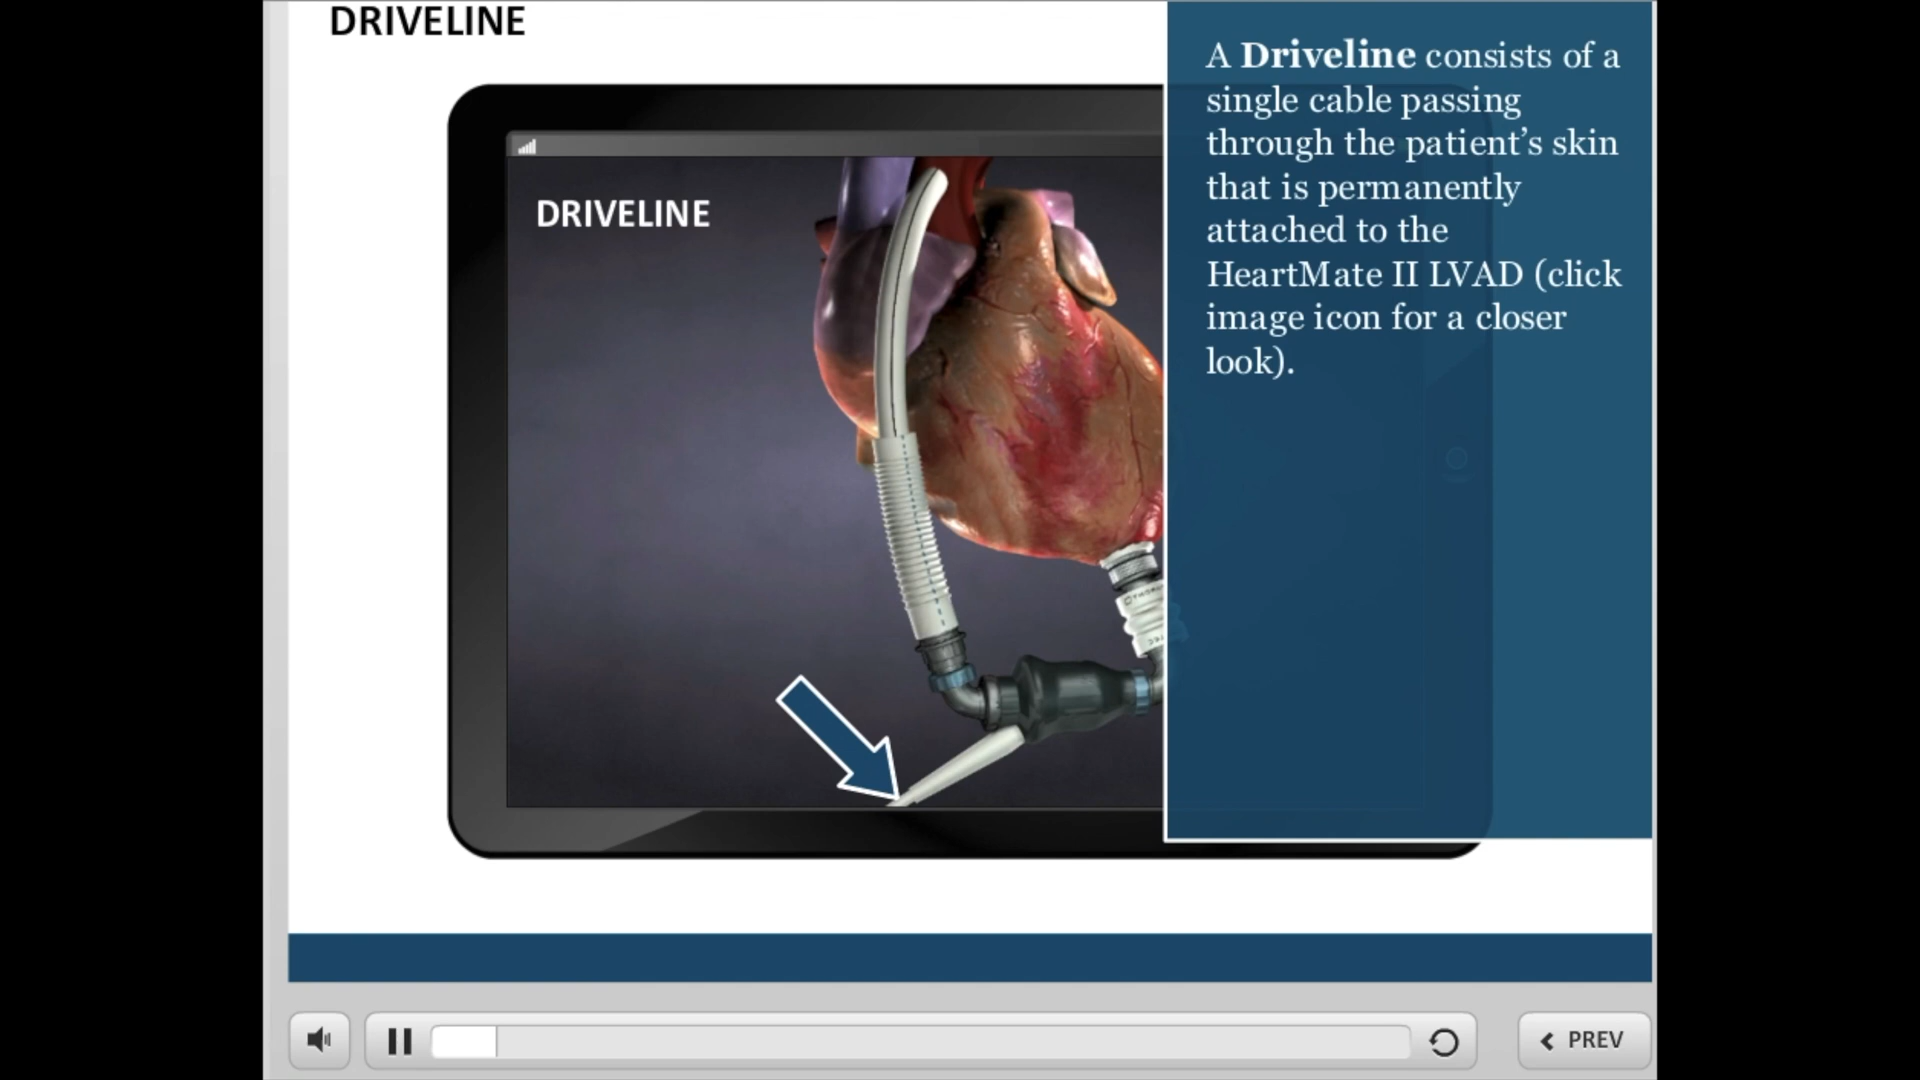 DRIVELINE
DRIVELINE
A Driveline consists of a
single cable passing
through the patient’s skin
that is permanently
attached to the
HeartMate II LVAD (click
image icon for a closer
look).
PREV